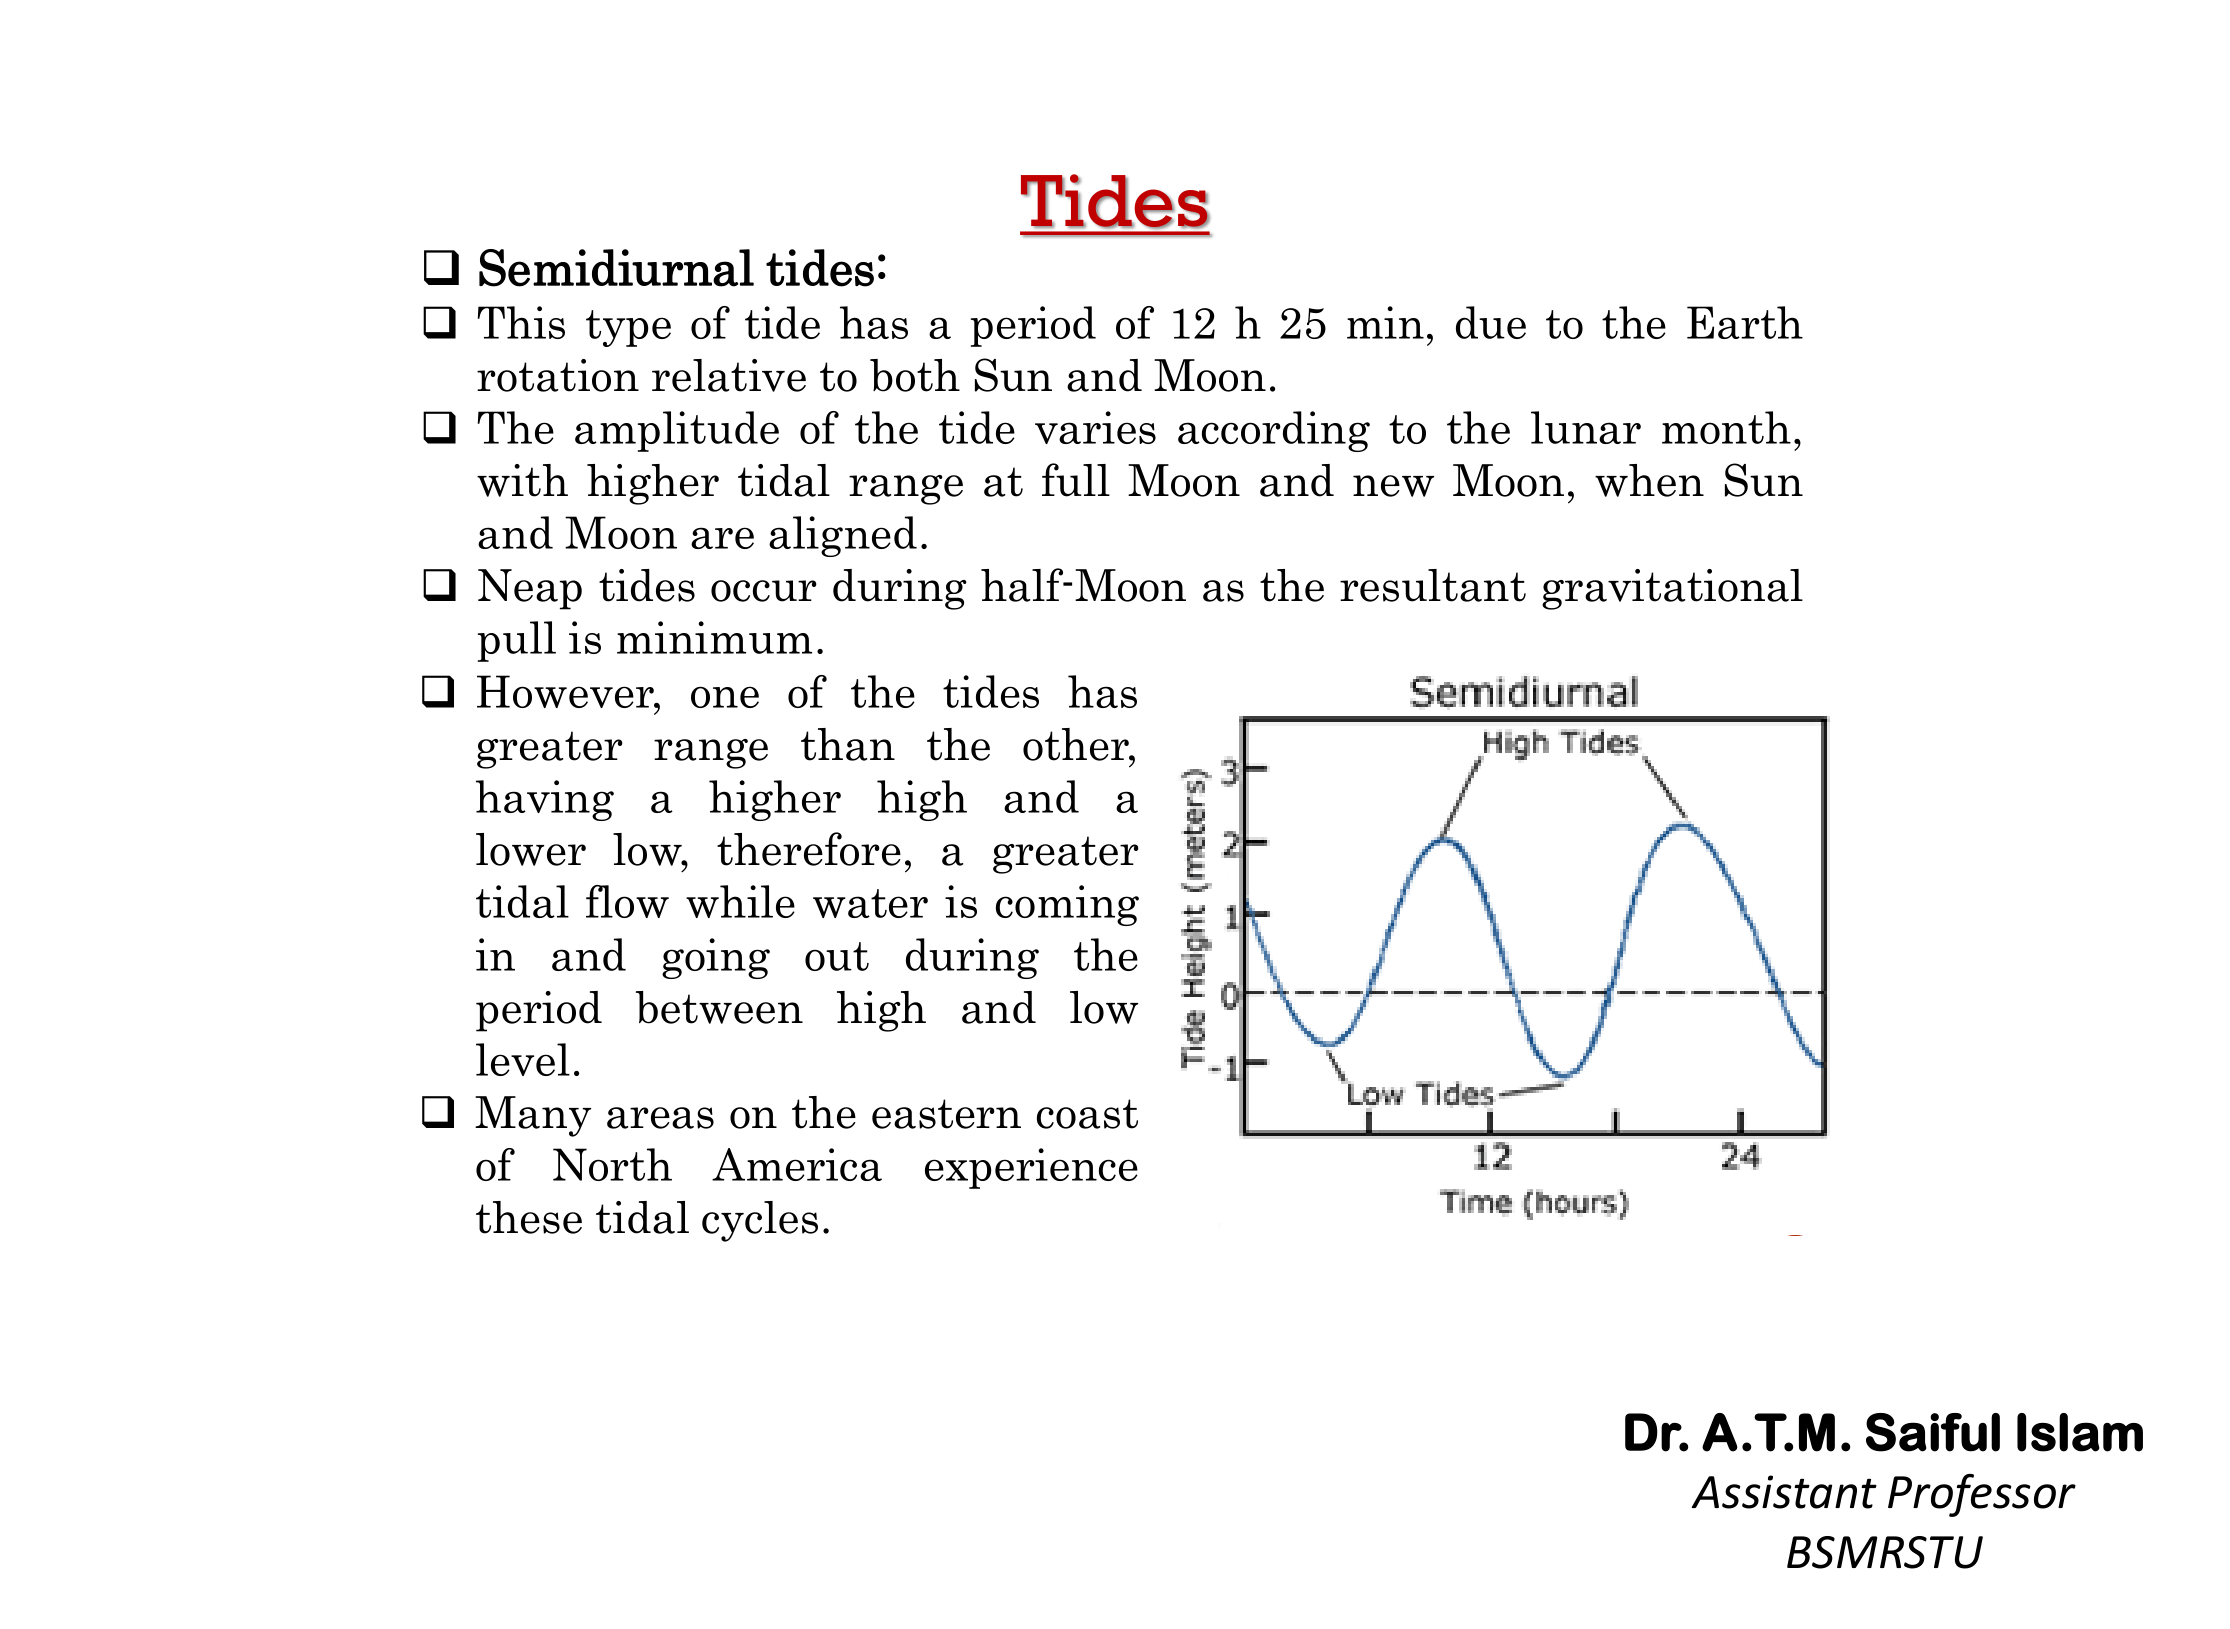 Tides
❑ Semidiurnal tides:
❑ This type of tide has a period of 12 h 25 min, due to the Earth
rotation relative to both Sun and Moon.
❑ The amplitude of the tide varies according to the lunar month,
with higher tidal range at full Moon and new Moon, when Sun
and Moon are aligned.
❑ Neap tides occur during half-Moon as the resultant gravitational
pull is minimum.
❑ However, one of the tides has
greater range than the other,
having a higher high and a
lower low, therefore, a greater
tidal flow while water is coming
in and going out during the
period between high and low
level.
❑ Many areas on the eastern coast
of North America experience
these tidal cycles.
Semidiurnal
High Tides
Tide Height (meters)
3
2
1
0
-1
Low Tides
12 24
Time (hours)
Dr. A.T.M. Saiful Islam
Assistant Professor
BSMRSTU